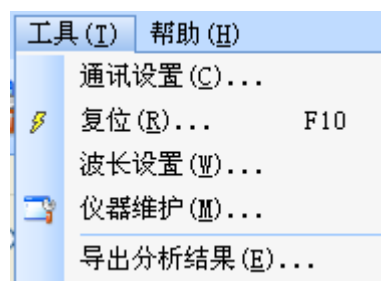 工具(T) 帮助(H)
通讯设置(C)...
复位(R)... F10
波长设置(W)...
仪器维护(M)...
导出分析结果(E)...